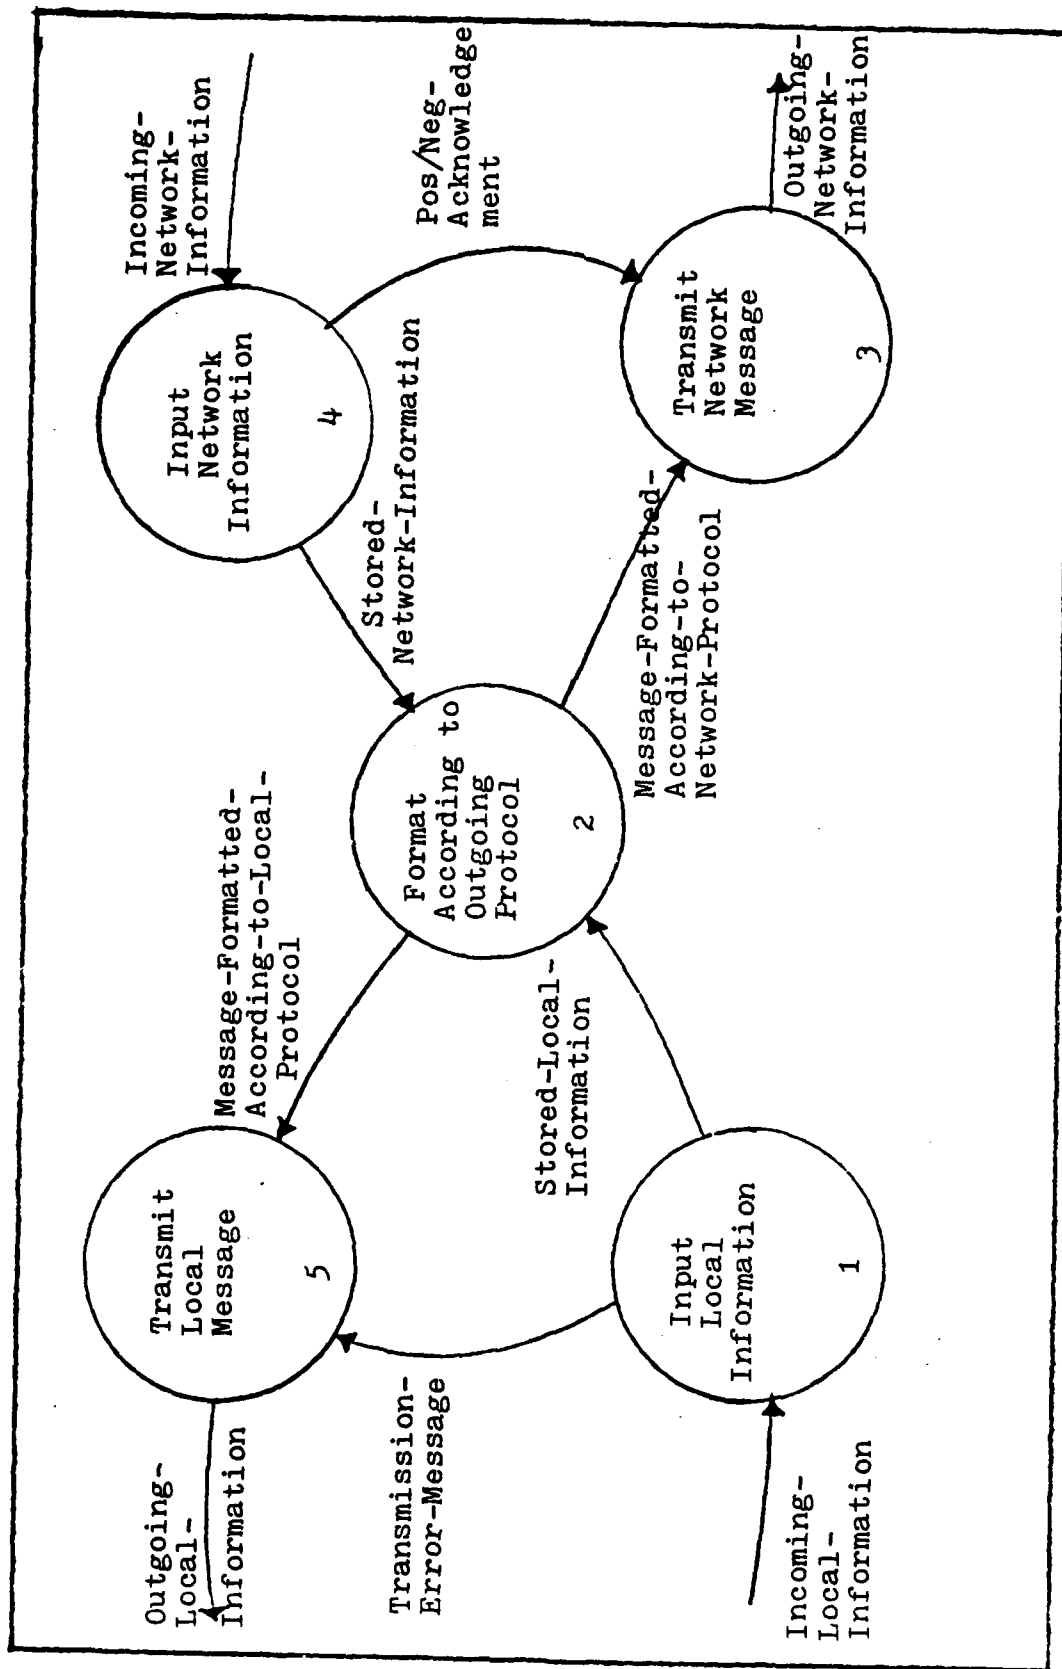 Outgoing-
Local-
Information
Transmit
Local
Message
5
Message-Formatted-
According-to-Local-
Protocol
Incoming-
Network-
Information
Input
Network
Information
4
Transmission-
Error-Message
Stored-
Network-Information
Pos/Neg-
Acknowledge
ment
Format
According to
Outgoing
Protocol
2
Stored-Local-
Information
Message-Formatted-
According-to-
Network-Protocol
Input
Local
Information
1
Transmit
Network
Message
3
Incoming-
Local-
Information
Outgoing-
Network-
Information